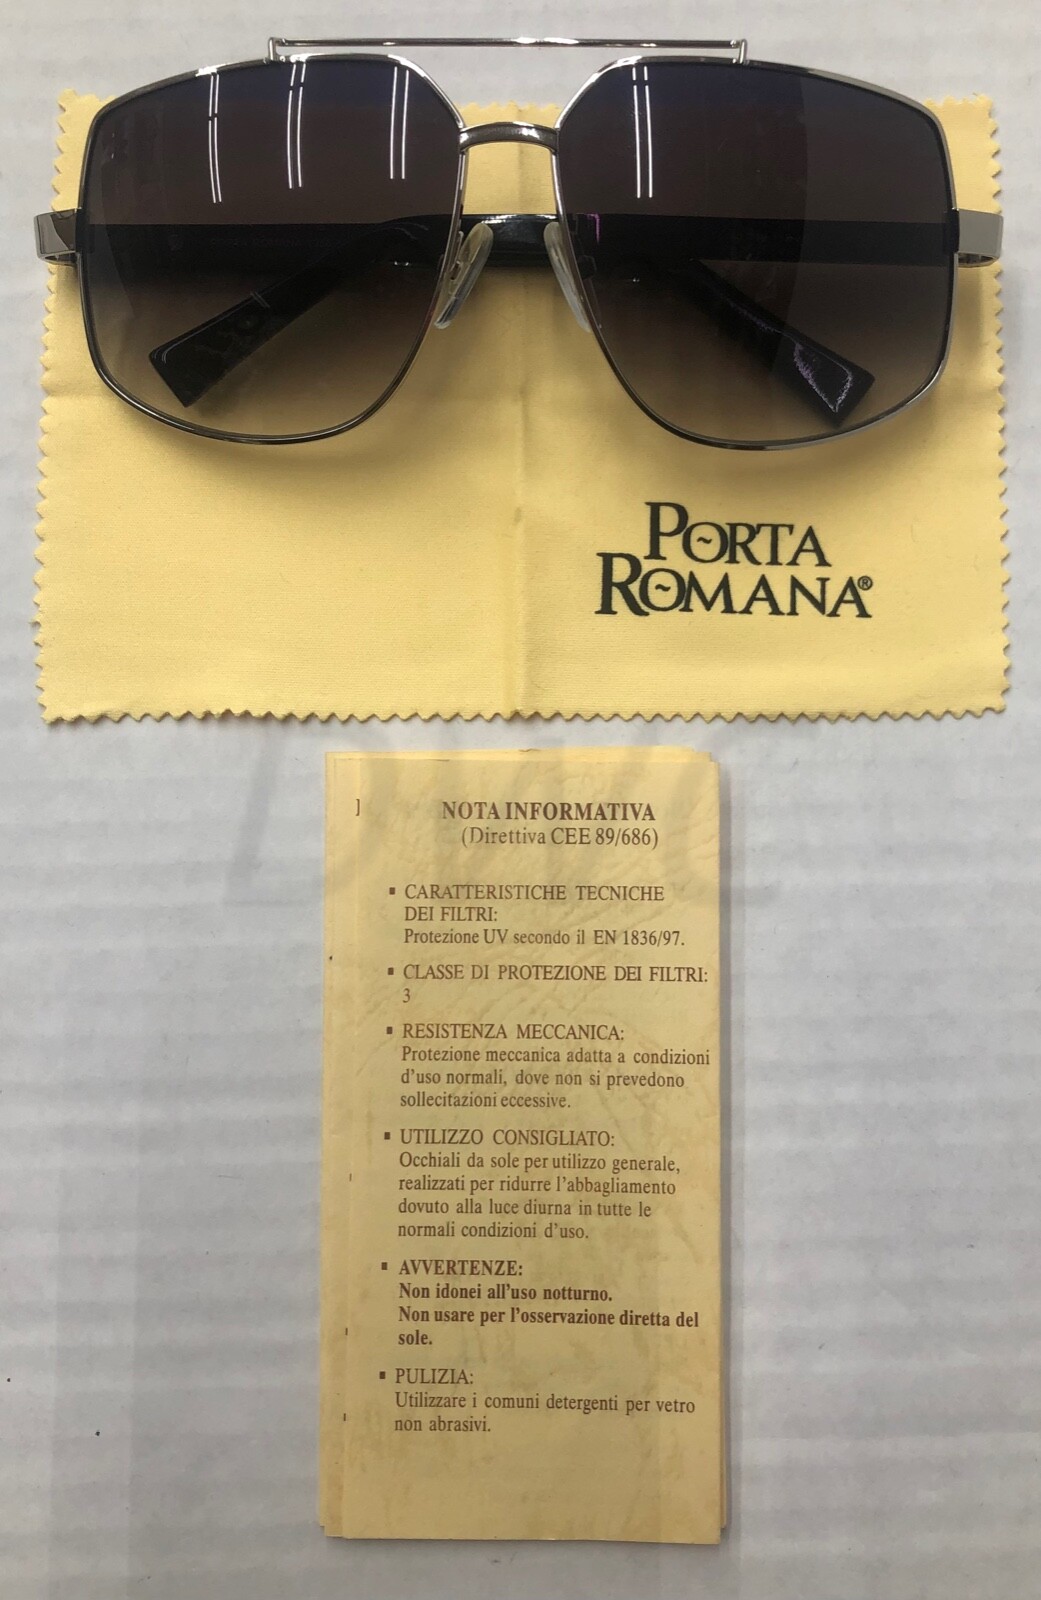 PORTA
ROMANA®
NOTA INFORMATIVA
(Direttiva CEE 89/686)
▪ CARATTERISTICHE TECNICHE
DEI FILTRI:
Protezione UV secondo il EN 1836/97.
▪ CLASSE DI PROTEZIONE DEI FILTRI:
3
▪ RESISTENZA MECCANICA:
Protezione meccanica adatta a condizioni
d'uso normali, dove non si prevedono
sollecitazioni eccessive.
▪ UTILIZZO CONSIGLIATO:
Occhiali da sole per utilizzo generale,
realizzati per ridurre l'abbagliamento
dovuto alla luce diurna in tutte le
normali condizioni d'uso.
▪ AVVERTENZE:
Non idonei all'uso notturno.
Non usare per l'osservazione diretta del
sole.
▪ PULIZIA:
Utilizzare i comuni detergenti per vetro
non abrasivi.